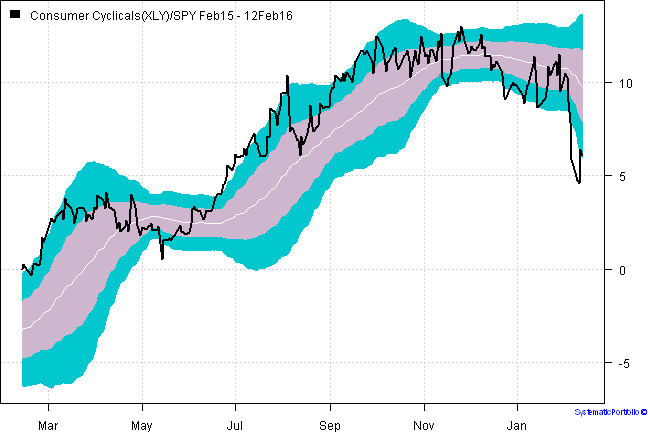 Consumer Cyclicals(XLY)/SPY Feb15 - 12Feb16
10
5
0
-5
Mar May Jul Sep Nov Jan
SystematicPortfolio ©